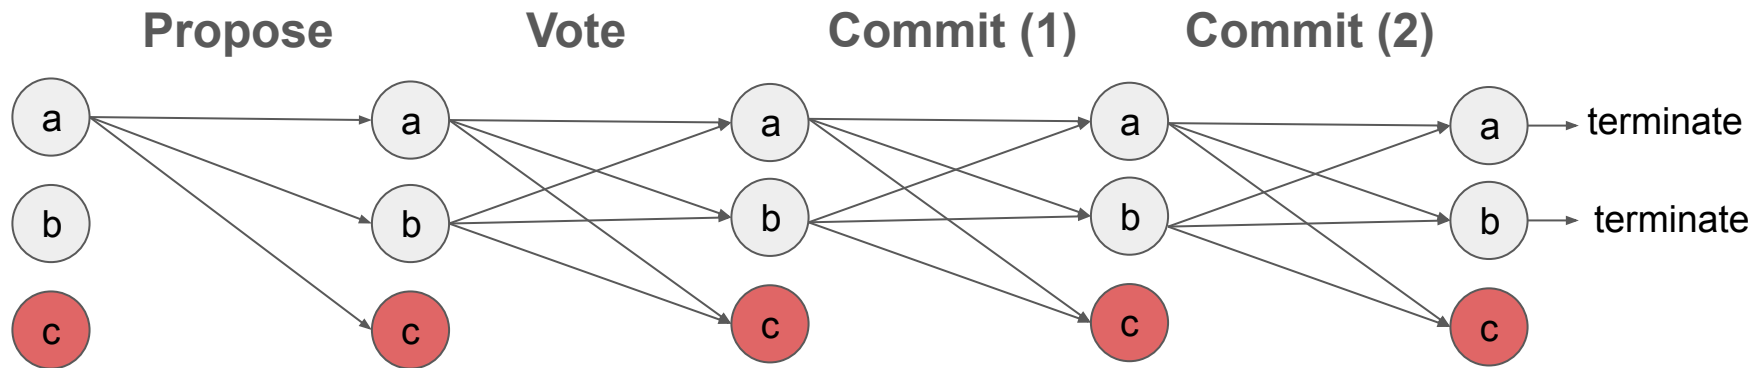 Propose Vote Commit (1) Commit (2)
a a a a a terminate
b b b b b terminate
c c c c c